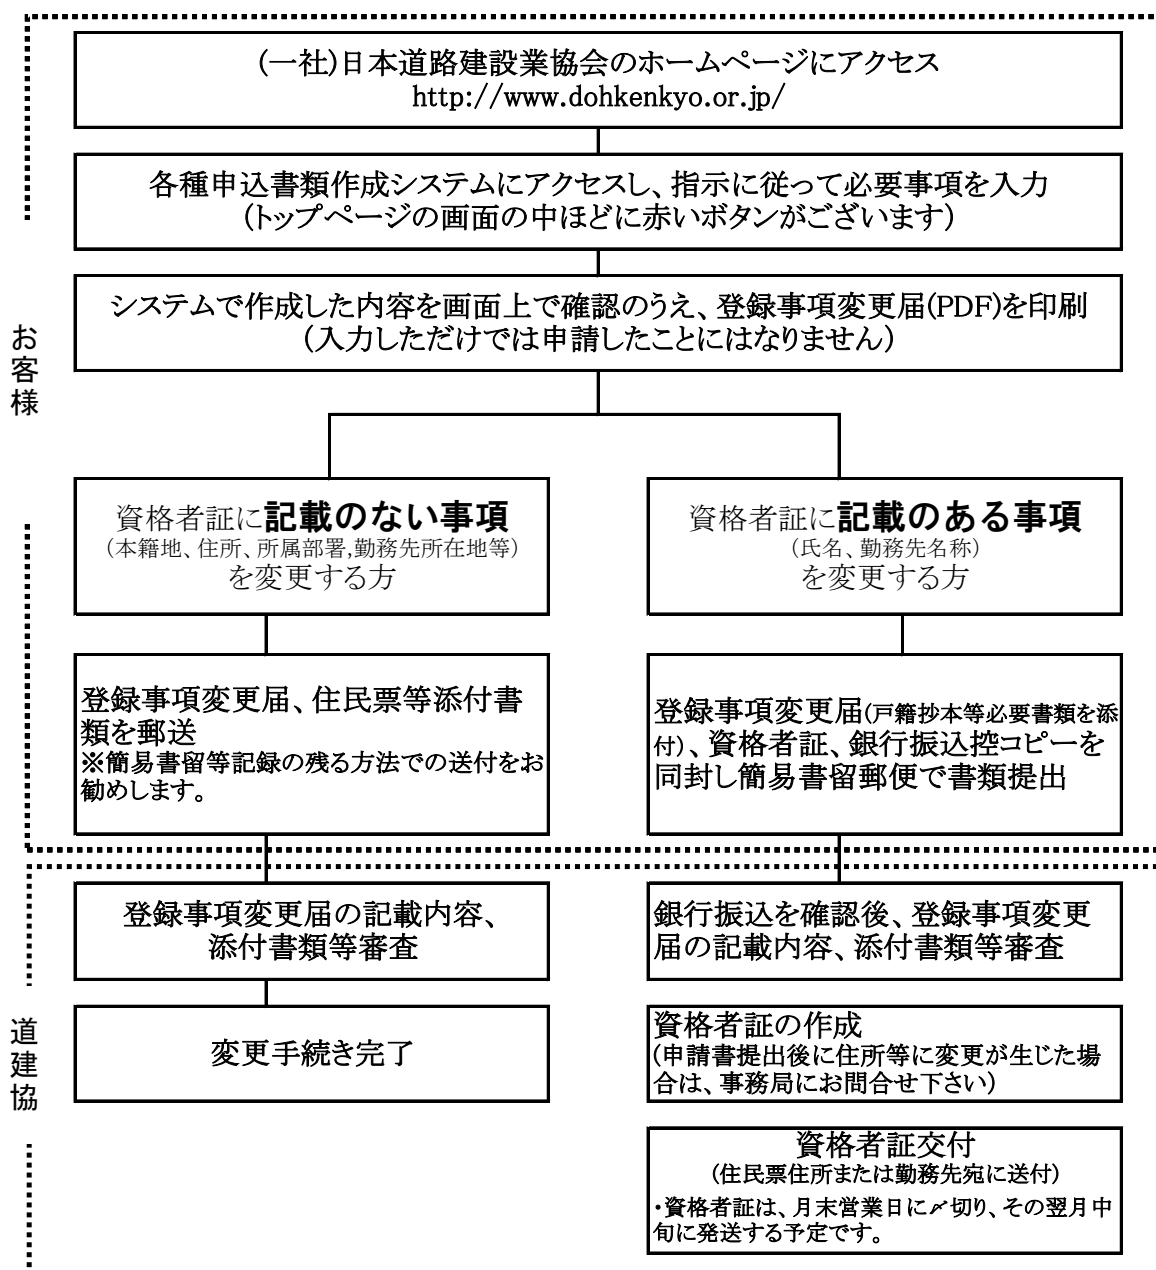 (一社)日本道路建設業協会のホームページにアクセス
http://www.dohkenkyo.or.jp/
各種申込書類作成システムにアクセスし、指示に従って必要事項を入力
(トップページの画面の中ほどに赤いボタンがございます)
システムで作成した内容を画面上で確認のうえ、登録事項変更届(PDF)を印刷
(入力しただけでは申請したことにはなりません)
お客様
資格者証に記載のない事項
(本籍地、住所、所属部署,勤務先所在地等)
を変更する方
資格者証に記載のある事項
(氏名、勤務先名称)
を変更する方
登録事項変更届、住民票等添付書
類を郵送
※簡易書留等記録の残る方法での送付をお
勧めします。
登録事項変更届(戸籍抄本等必要書類を添
付)、資格者証、銀行振込控コピーを
同封し簡易書留郵便で書類提出
道建協
登録事項変更届の記載内容、
添付書類等審査
銀行振込を確認後、登録事項変更
届の記載内容、添付書類等審査
変更手続き完了
資格者証の作成
(申請書提出後に住所等に変更が生じた場
合は、事務局にお問合せ下さい)
資格者証交付
(住民票住所または勤務先宛に送付)
・資格者証は、月末営業日に〆切り、その翌月中
旬に発送する予定です。